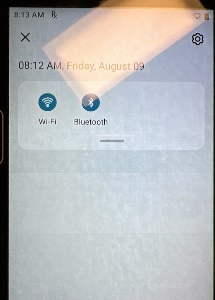 8:13 AM
08:12 AM, Friday, August 09
Wi-Fi
Bluetooth